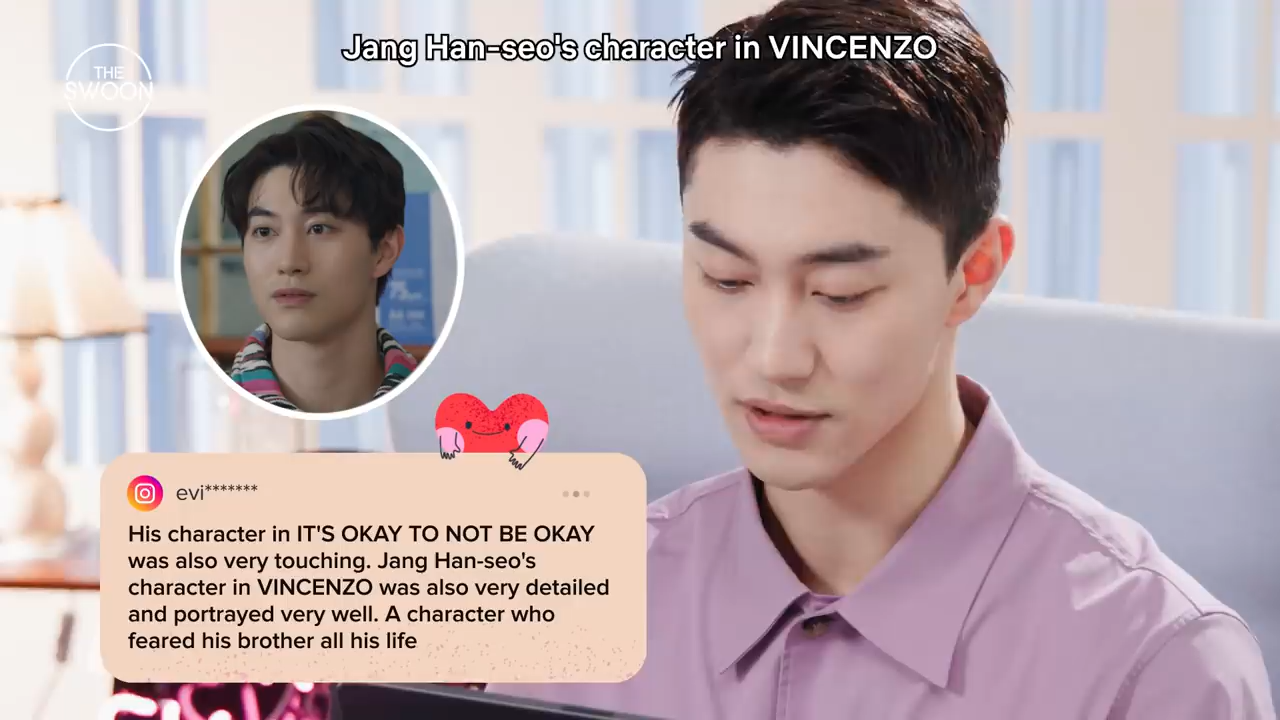 Jang Han-seo's character in VINCENZO
THE
SWOON
evi*******
His character in IT'S OKAY TO NOT BE OKAY
was also very touching. Jang Han-seo's
character in VINCENZO was also very detailed
and portrayed very well. A character who
feared his brother all his life